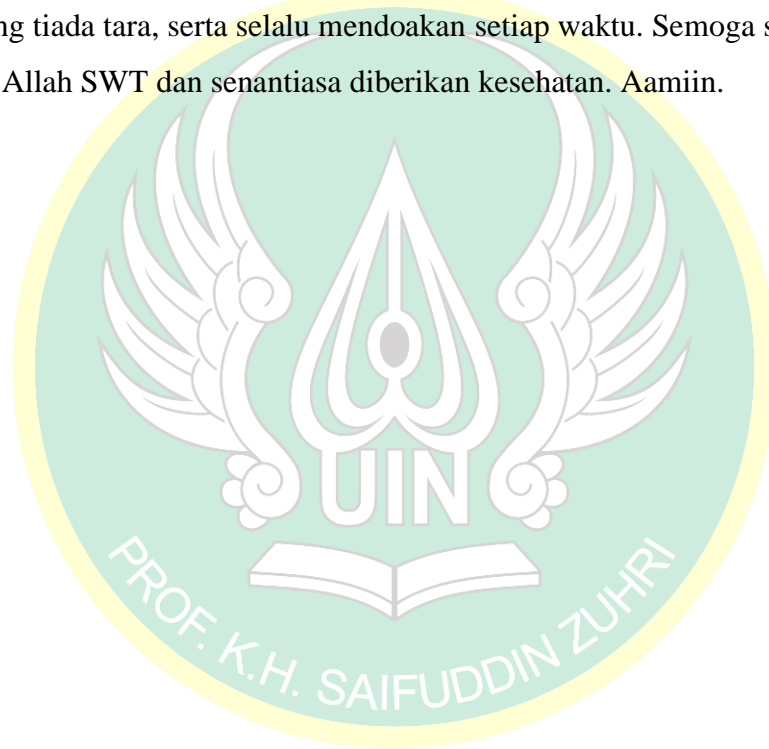 ng tiada tara, serta selalu mendoakan setiap waktu. Semoga s
Allah SWT dan senantiasa diberikan kesehatan. Aamiin.
UIN
PROF. K.H. SAIFUDDIN ZUHRI